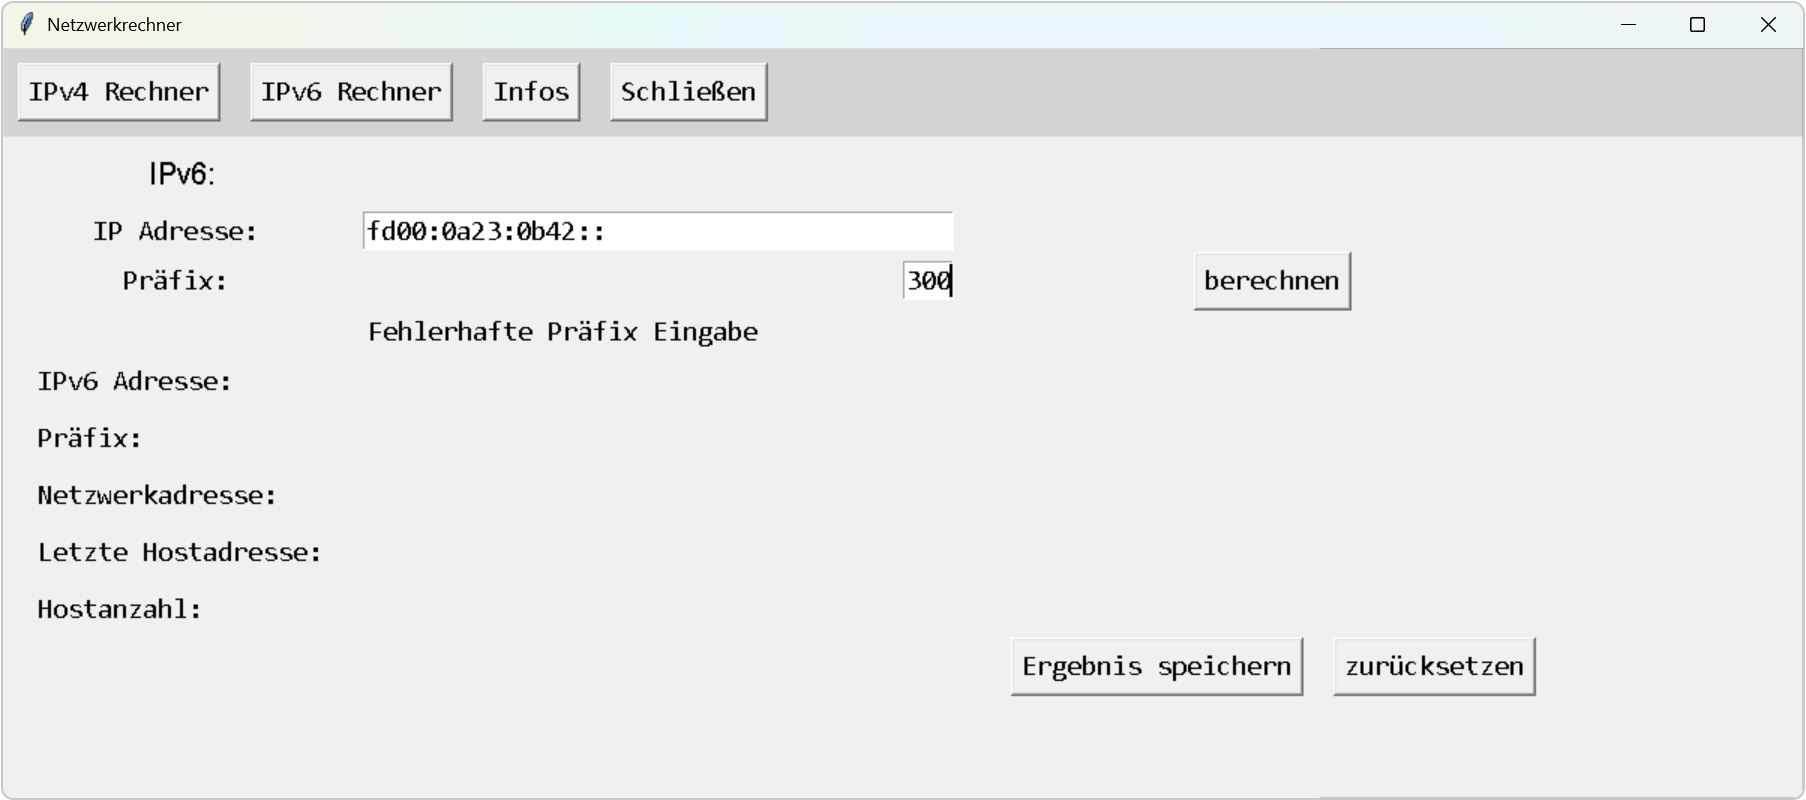 Netzwerkrechner
IPv4 Rechner IPv6 Rechner Infos Schließen
IPv6:
IP Adresse: fd00:0a23:0b42::
Präfix: 300 berechnen
Fehlerhafte Präfix Eingabe
IPv6 Adresse:
Präfix:
Netzwerkadresse:
Letzte Hostadresse:
Hostanzahl:
Ergebnis speichern zurücksetzen